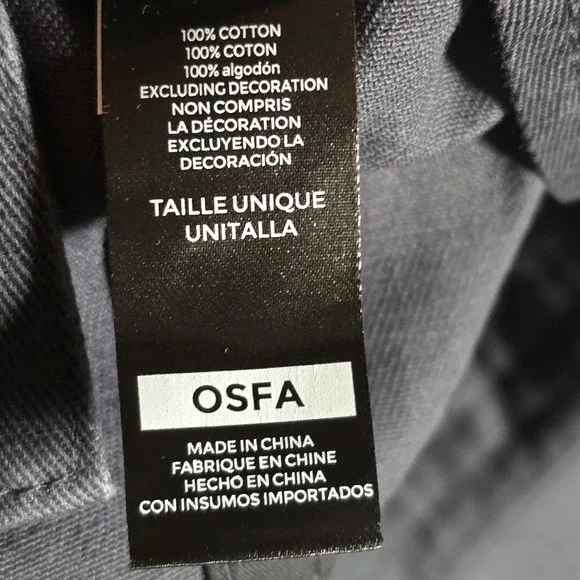 100% COTTON
100% COTON
100% algodón
EXCLUDING DECORATION
NON COMPRIS
LA DÉCORATION
EXCLUYENDO LA
DECORACIÓN
TAILLE UNIQUE
UNITALLA
OSFA
MADE IN CHINA
FABRIQUE EN CHINE
HECHO EN CHINA
CON INSUMOS IMPORTADOS